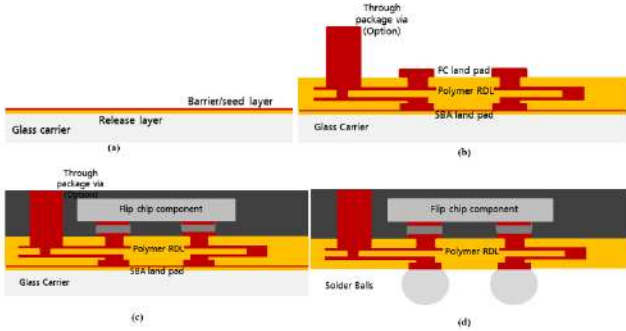 Barrier/seed layer
Release layer
Glass carrier
(a)
Through
package via
(Option)
FC land pad
Polymer RDL
SBA land pad
Glass Carrier
(b)
Through
package via
(Option)
Flip chip component
Polymer RDL
SBA land pad
Glass Carrier
(c)
Flip chip component
Polymer RDL
Solder Balls
(d)